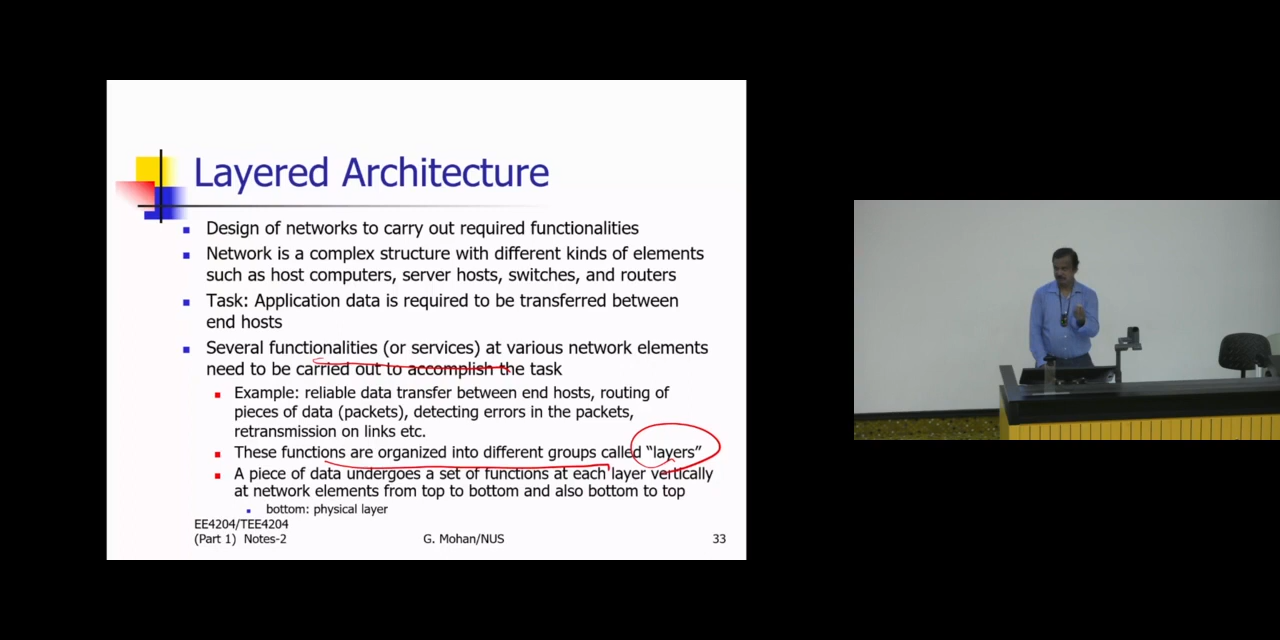 Layered Architecture
Design of networks to carry out required functionalities
Network is a complex structure with different kinds of elements
such as host computers, server hosts, switches, and routers
Task: Application data is required to be transferred between
end hosts
Several functionalities (or services) at various network elements
need to be carried out to accomplish the task
Example: reliable data transfer between end hosts, routing of
pieces of data (packets), detecting errors in the packets,
retransmission on links etc.
These functions are organized into different groups called “layers”
A piece of data undergoes a set of functions at each layer vertically
at network elements from top to bottom and also bottom to top
bottom: physical layer
EE4204/TEE4204
(Part 1) Notes-2
G. Mohan/NUS
33